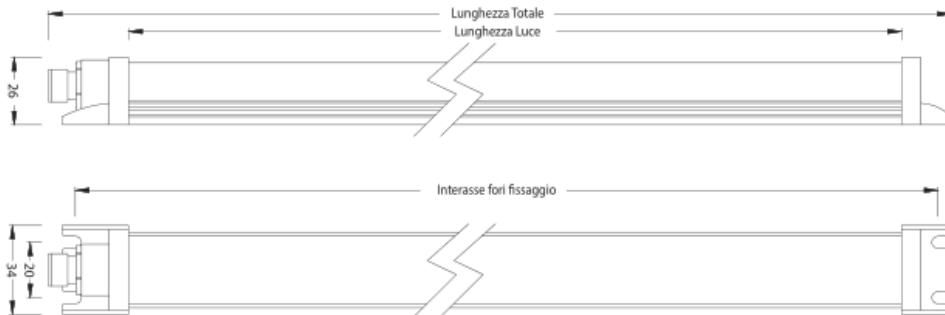 Lunghezza Totale
Lunghezza Luce
26
Interasse fori fissaggio
34
20